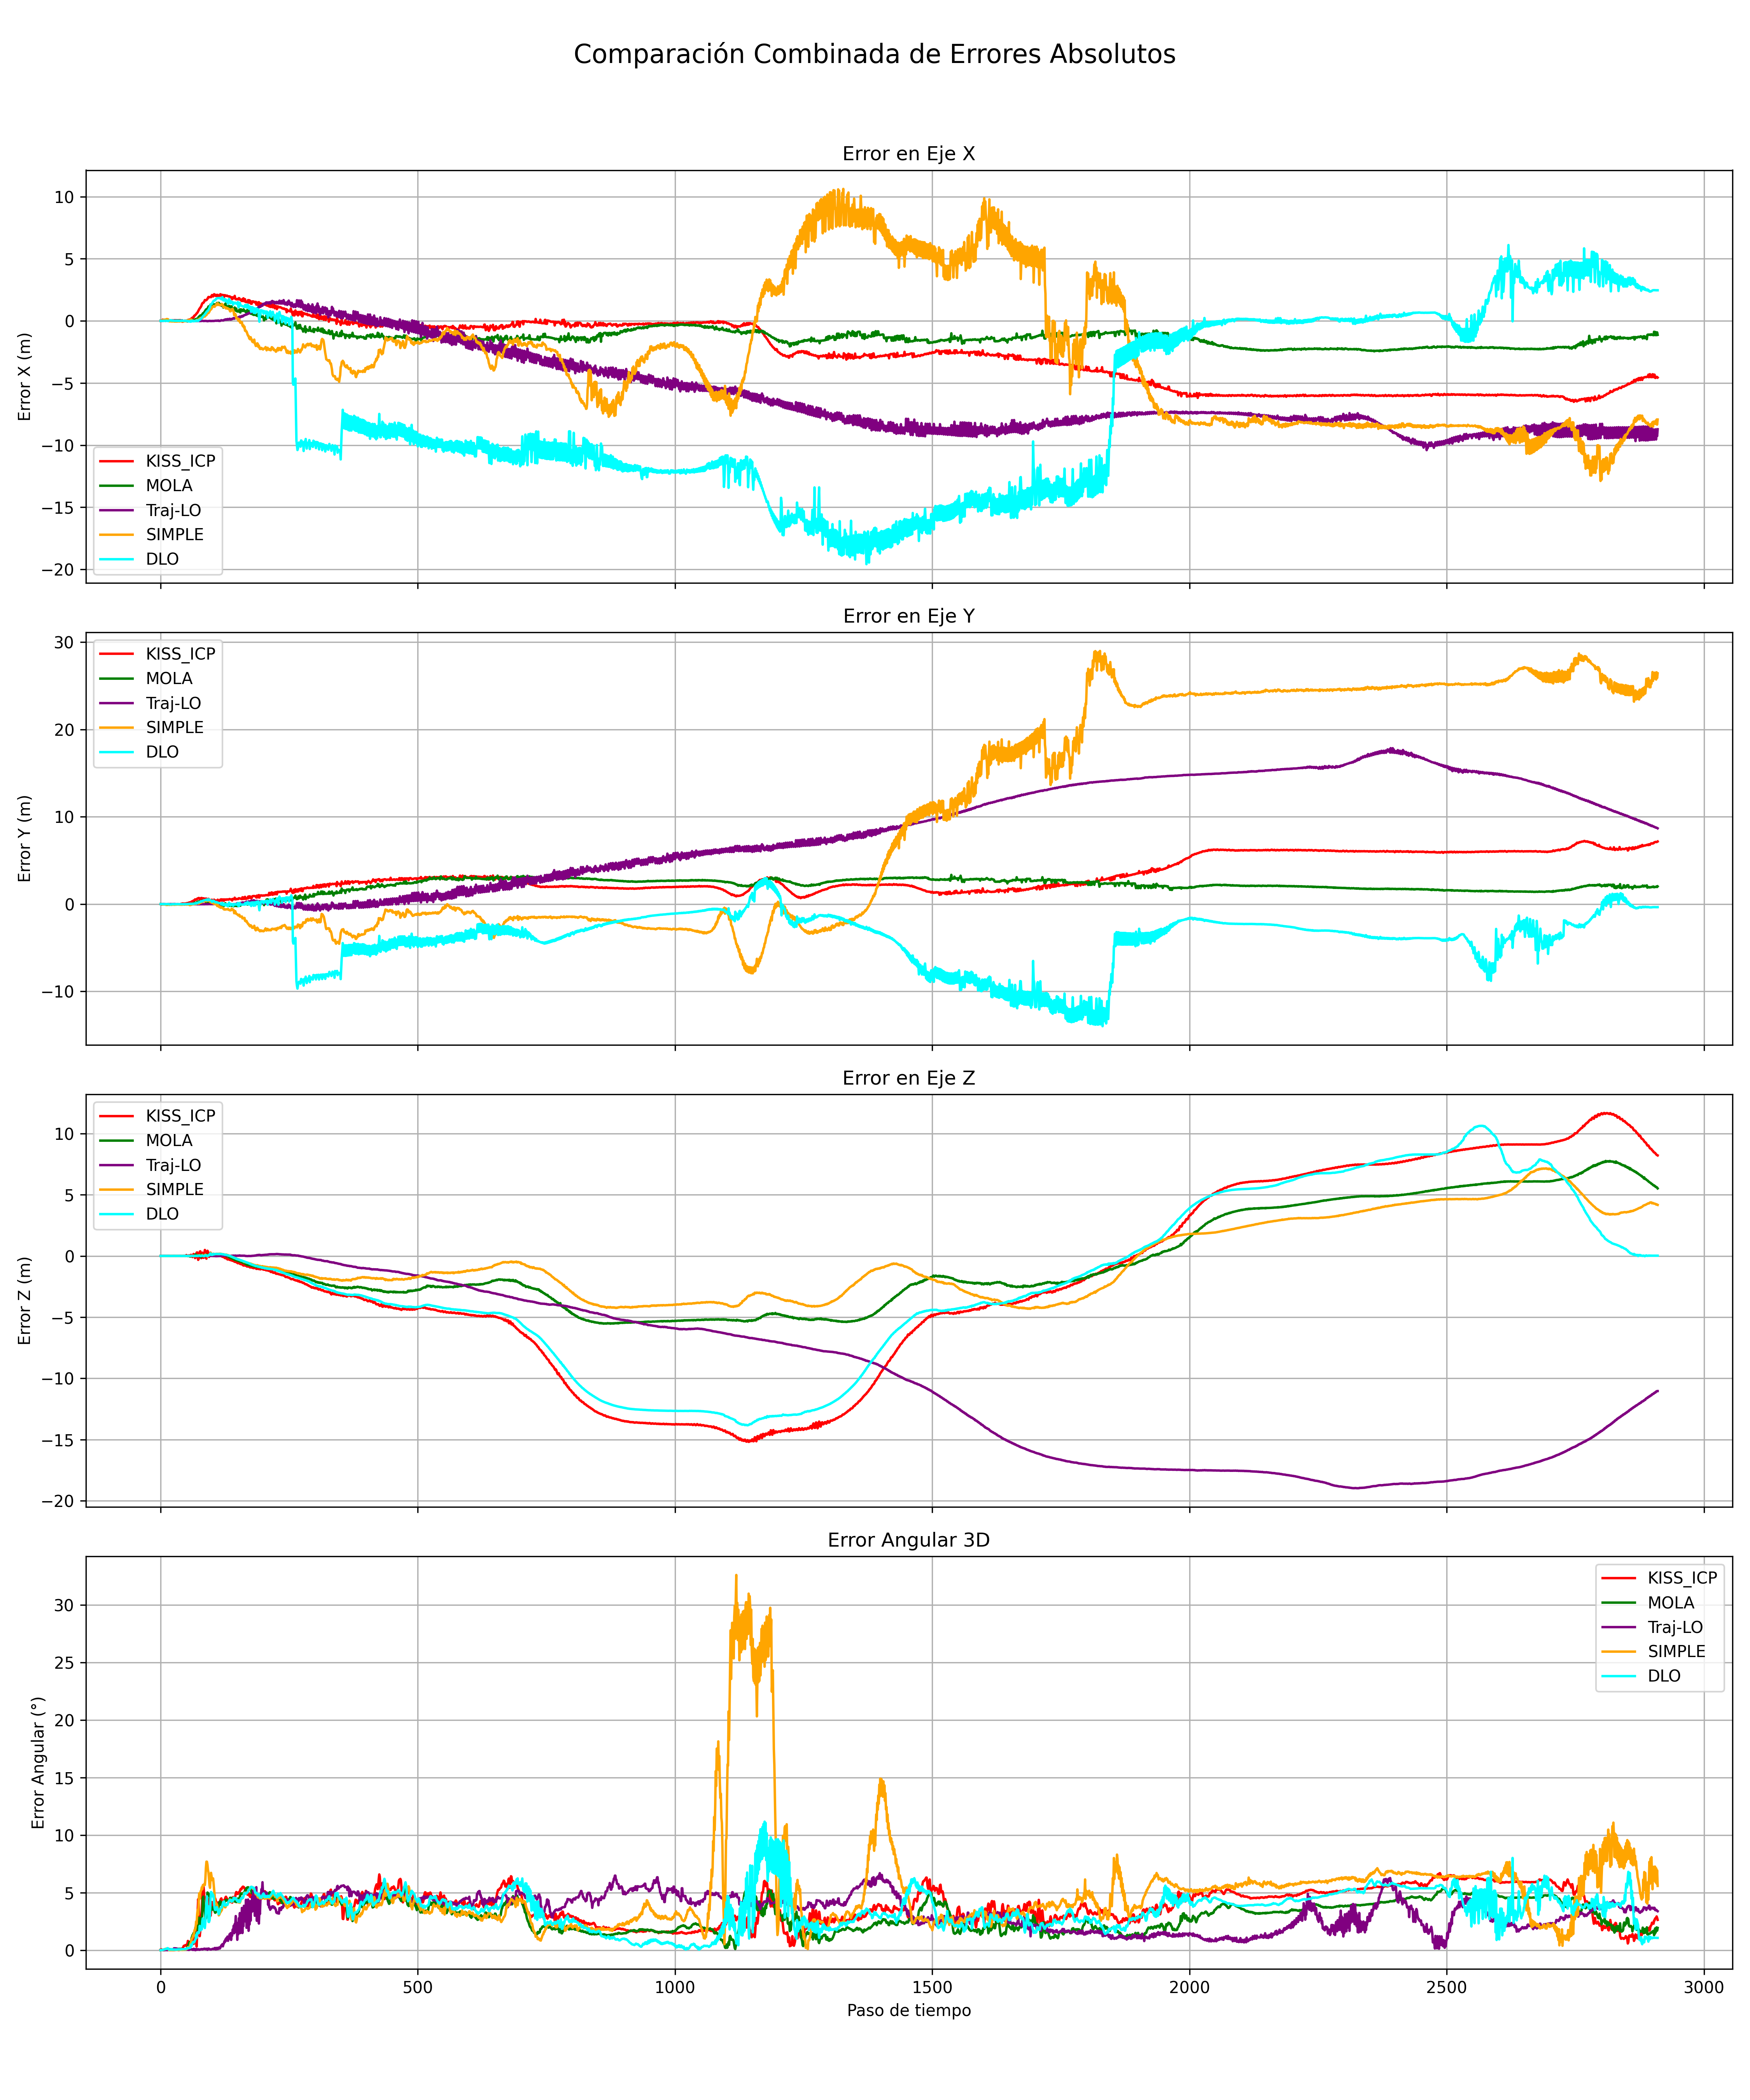 Comparación Combinada de Errores Absolutos
Error en Eje X
Error X (m)
10
5
0
−5
−10
−15
−20
KISS_ICP
MOLA
Traj-LO
SIMPLE
DLO
Error en Eje Y
Error Y (m)
30
20
10
0
−10
KISS_ICP
MOLA
Traj-LO
SIMPLE
DLO
Error en Eje Z
Error Z (m)
10
5
0
−5
−10
−15
−20
KISS_ICP
MOLA
Traj-LO
SIMPLE
DLO
Error Angular 3D
Error Angular (°)
30
25
20
15
10
5
0
KISS_ICP
MOLA
Traj-LO
SIMPLE
DLO
0 500 1000 1500 2000 2500 3000
Paso de tiempo